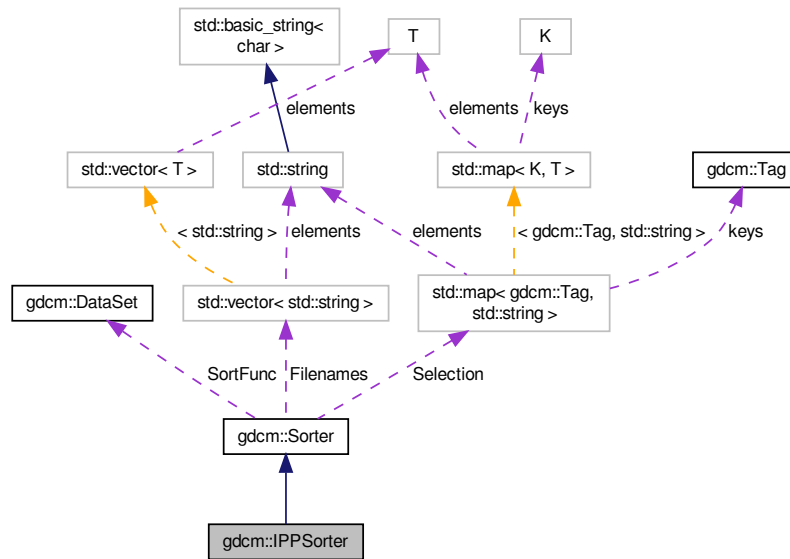 std::basic_string<
char >
T
K
elements
elements
keys
std::vector< T >
std::string
std::map< K, T >
gdcm::Tag
< std::string >
elements
elements
< gdcm::Tag, std::string >
keys
gdcm::DataSet
std::vector< std::string >
std::map< gdcm::Tag,
std::string >
SortFunc
Filenames
Selection
gdcm::Sorter
gdcm::IPPSorter